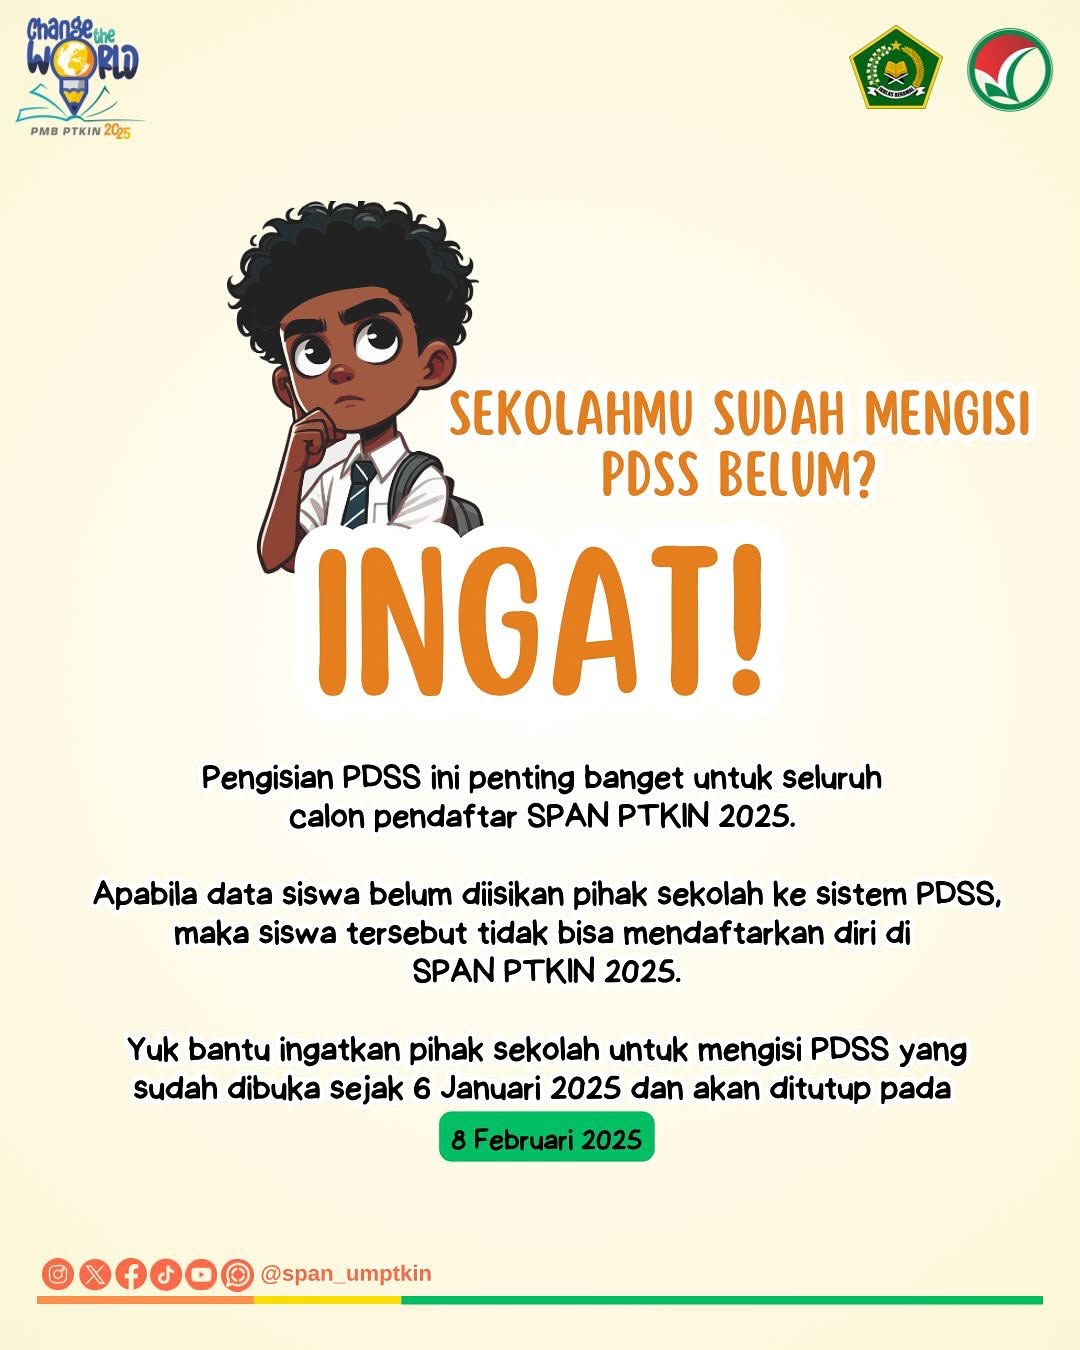 Change the
WORLD
PMB PTKIN 2025
IKHLAS BERAMAL
SEKOLAHMU SUDAH MENGISI
PDSS BELUM?
INGAT!
Pengisian PDSS ini penting banget untuk seluruh
calon pendaftar SPAN PTKIN 2025.
Apabila data siswa belum diisikan pihak sekolah ke sistem PDSS,
maka siswa tersebut tidak bisa mendaftarkan diri di
SPAN PTKIN 2025.
Yuk bantu ingatkan pihak sekolah untuk mengisi PDSS yang
sudah dibuka sejak 6 Januari 2025 dan akan ditutup pada
8 Februari 2025
@span_umptkin